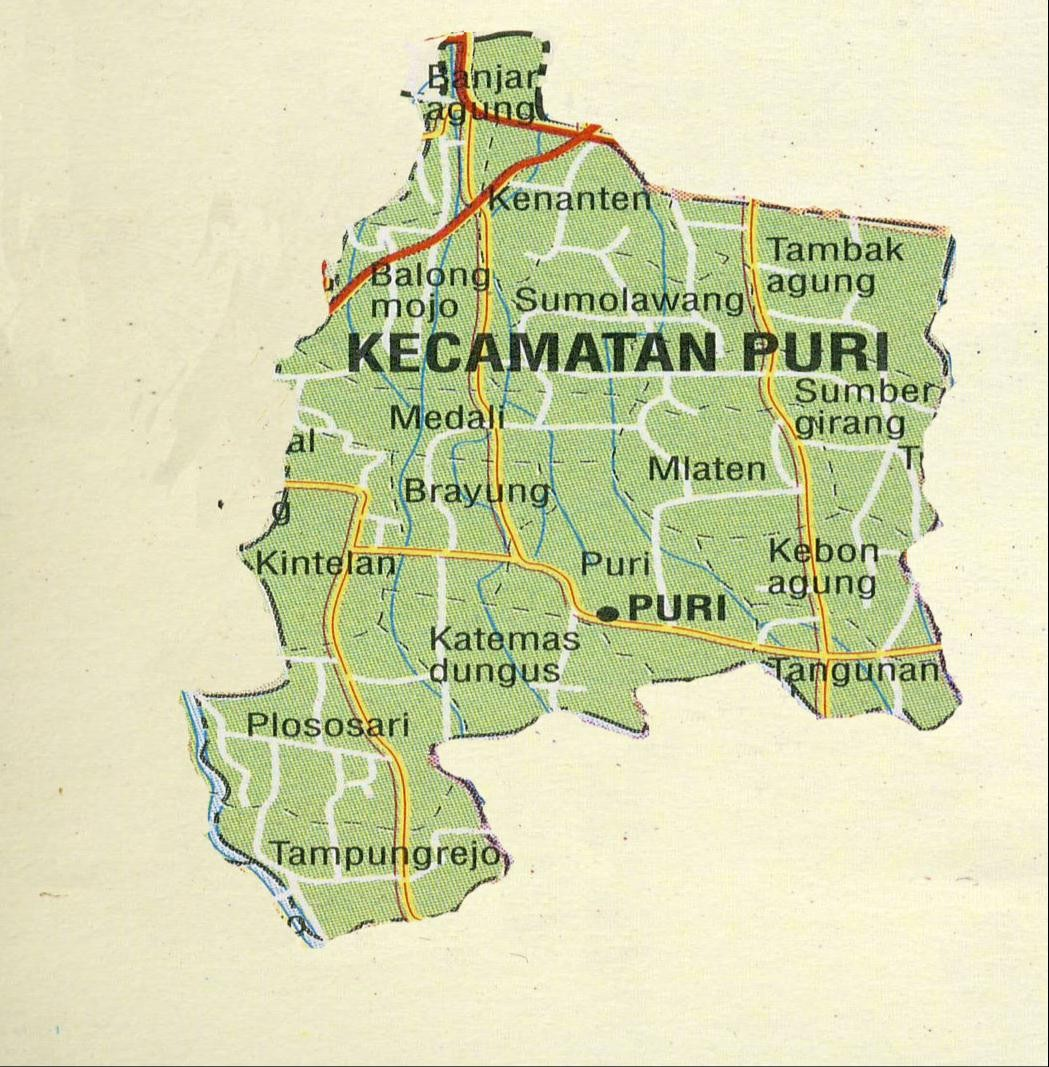 Banjar
agung
Kenanten
Tambak
agung
Balong
mojo
Sumolawang
KECAMATAN PURI
Sumber
girang
Medali
al
T
Mlaten
Brayung
g
Kebon
agung
Kintelan
Puri
PURI
Katemas
dungus
Tangunan
Plososari
Tampungrejo